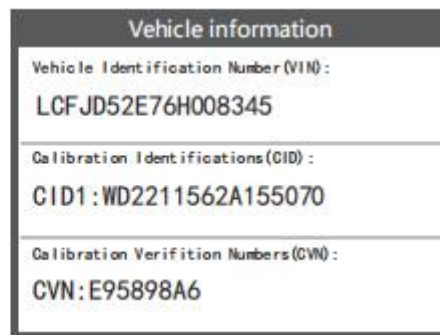 Vehicle information
Vehicle Identification Number(VIN):
LCFJD52E76H008345
Calibration Identifications(CID):
CID1:WD2211562A155070
Calibration Verifition Numbers(CVN):
CVN:E95898A6